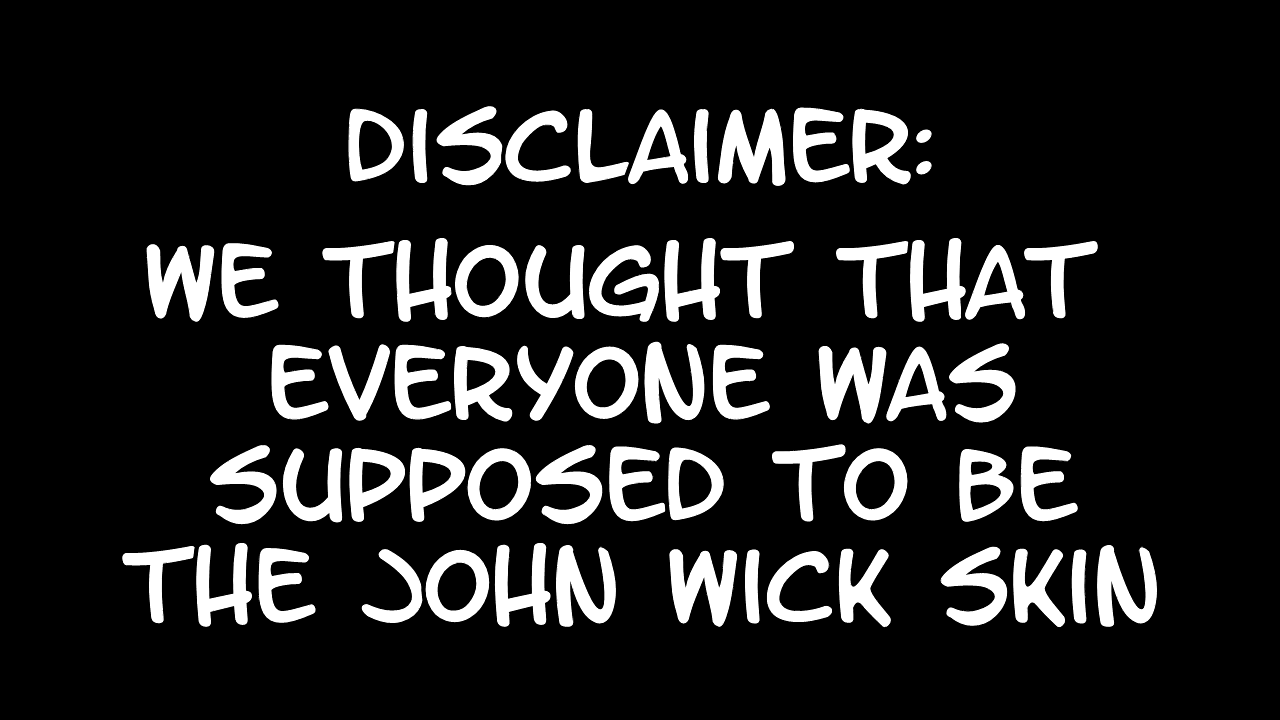 DISCLAIMER:
WE THOUGHT THAT
EVERYONE WAS
SUPPOSED TO BE
THE JOHN WICK SKIN